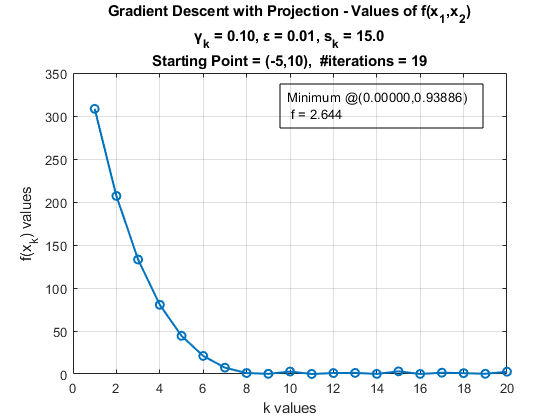 Gradient Descent with Projection - Values of f(x₁,x₂)
γₖ = 0.10, ε = 0.01, sₖ = 15.0
Starting Point = (-5,10), #iterations = 19
350
300
250
200
150
100
50
0
f(xₖ) values
Minimum @(0.00000,0.93886)
f = 2.644
0 2 4 6 8 10 12 14 16 18 20
k values